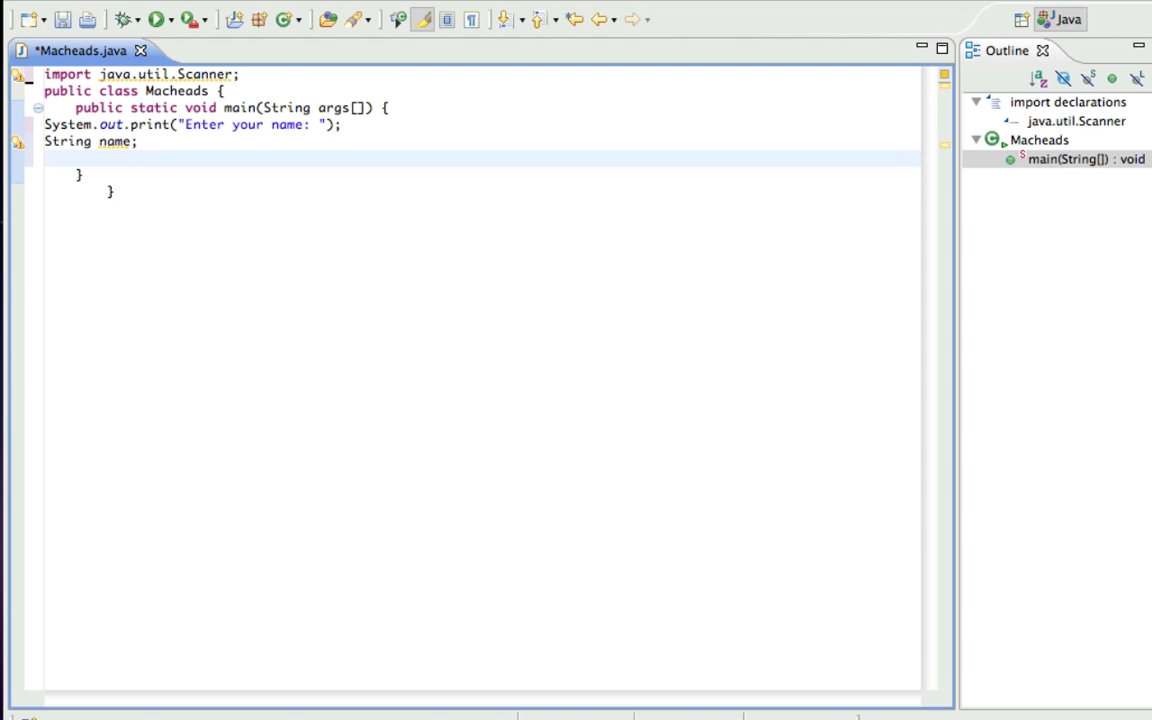 Java
*Macheads.java
Outline
import java.util.Scanner;
public class Macheads {
public static void main(String args[]) {
System.out.print("Enter your name: ");
String name;
}
}
import declarations
java.util.Scanner
Macheads
main(String[]) : void